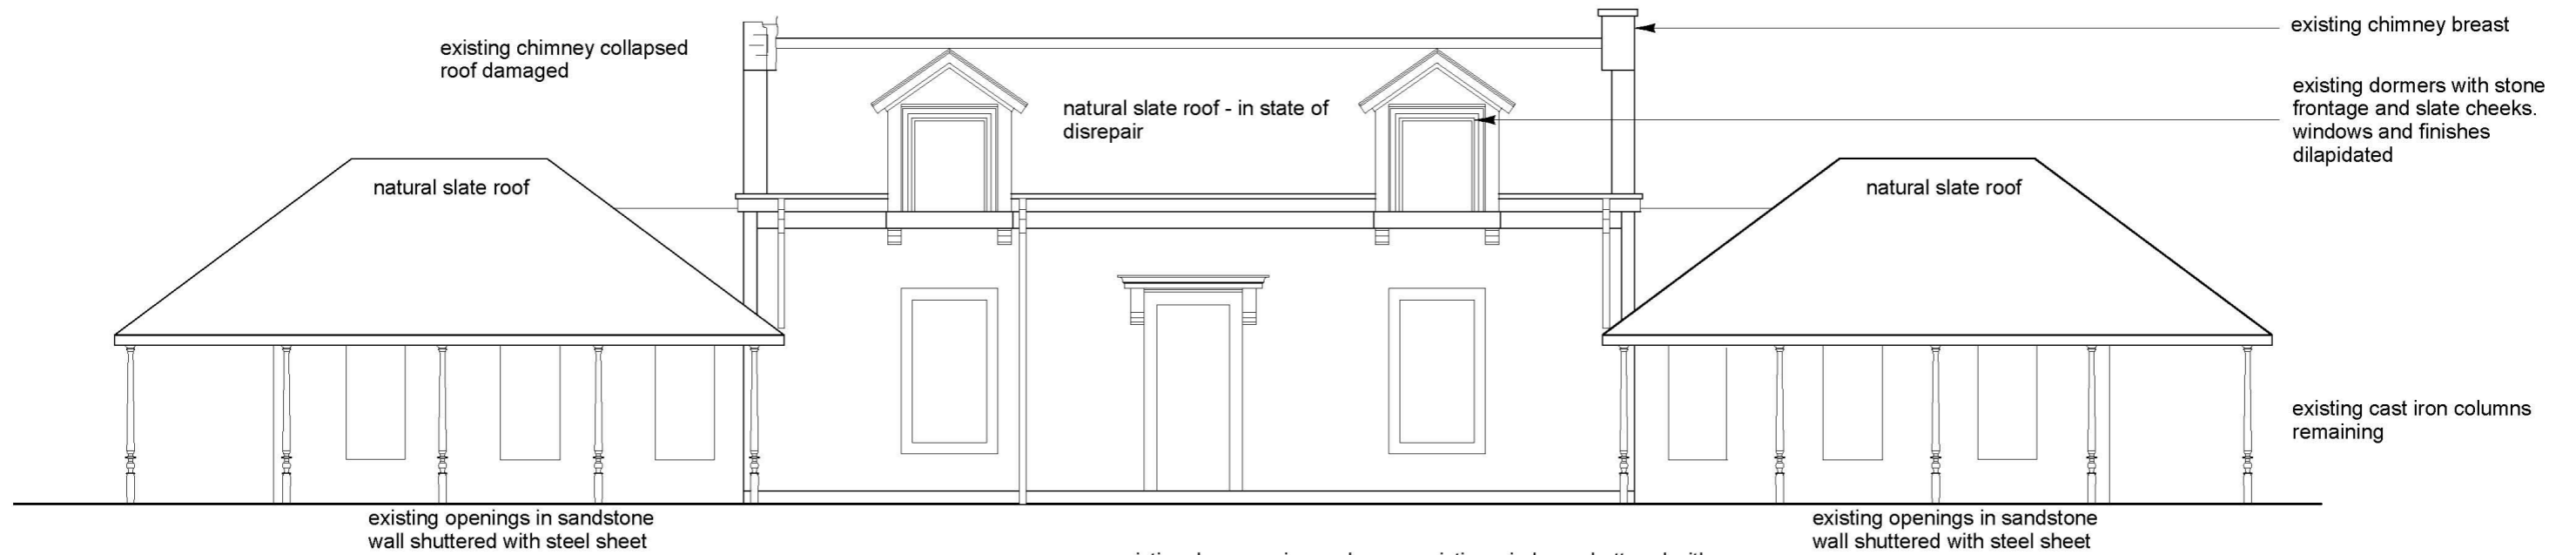 existing chimney collapsed
roof damaged
natural slate roof - in state of
disrepair
existing chimney breast
existing dormers with stone
frontage and slate cheeks.
windows and finishes
dilapidated
natural slate roof
natural slate roof
existing cast iron columns
remaining
existing openings in sandstone
wall shuttered with steel sheet
existing openings in sandstone
wall shuttered with steel sheet